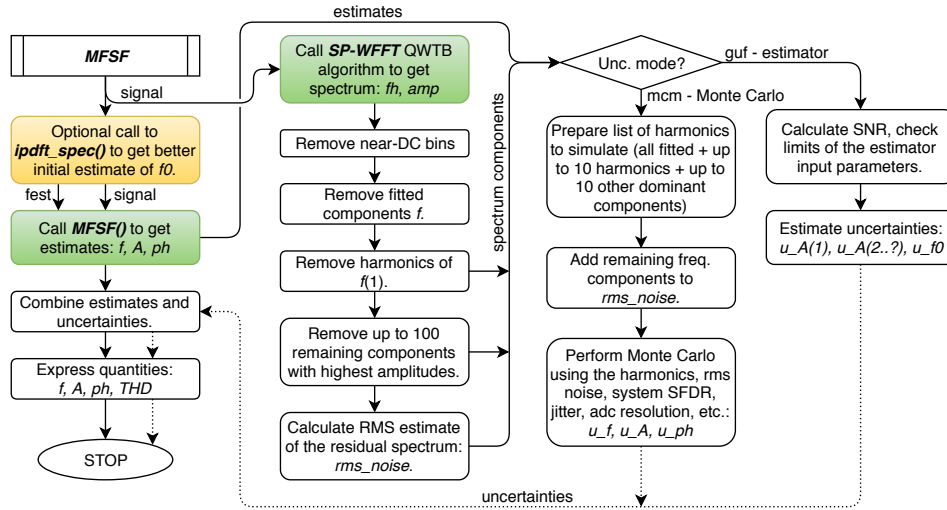 MFSF
signal
Optional call to
ipdft_spec() to get better
initial estimate of f0.
fest
signal
Call MFSF() to get
estimates: f, A, ph
Combine estimates and
uncertainties.
Express quantities:
f, A, ph, THD
STOP
estimates
Call SP-WFFT QWTB
algorithm to get
spectrum: fh, amp
Remove near-DC bins
Remove fitted
components f.
Remove harmonics of
f(1).
Remove up to 100
remaining components
with highest amplitudes.
Calculate RMS estimate
of the residual spectrum:
rms_noise.
spectrum components
Unc. mode?
guf - estimator
mcm - Monte Carlo
Prepare list of harmonics
to simulate (all fitted + up
to 10 harmonics + up to
10 other dominant
components)
Add remaining freq.
components to
rms_noise.
Perform Monte Carlo
using the harmonics, rms
noise, system SFDR,
jitter, adc resolution, etc.:
u_f, u_A, u_ph
Calculate SNR, check
limits of the estimator
input parameters.
Estimate uncertainties:
u_A(1), u_A(2..?), u_f0
uncertainties